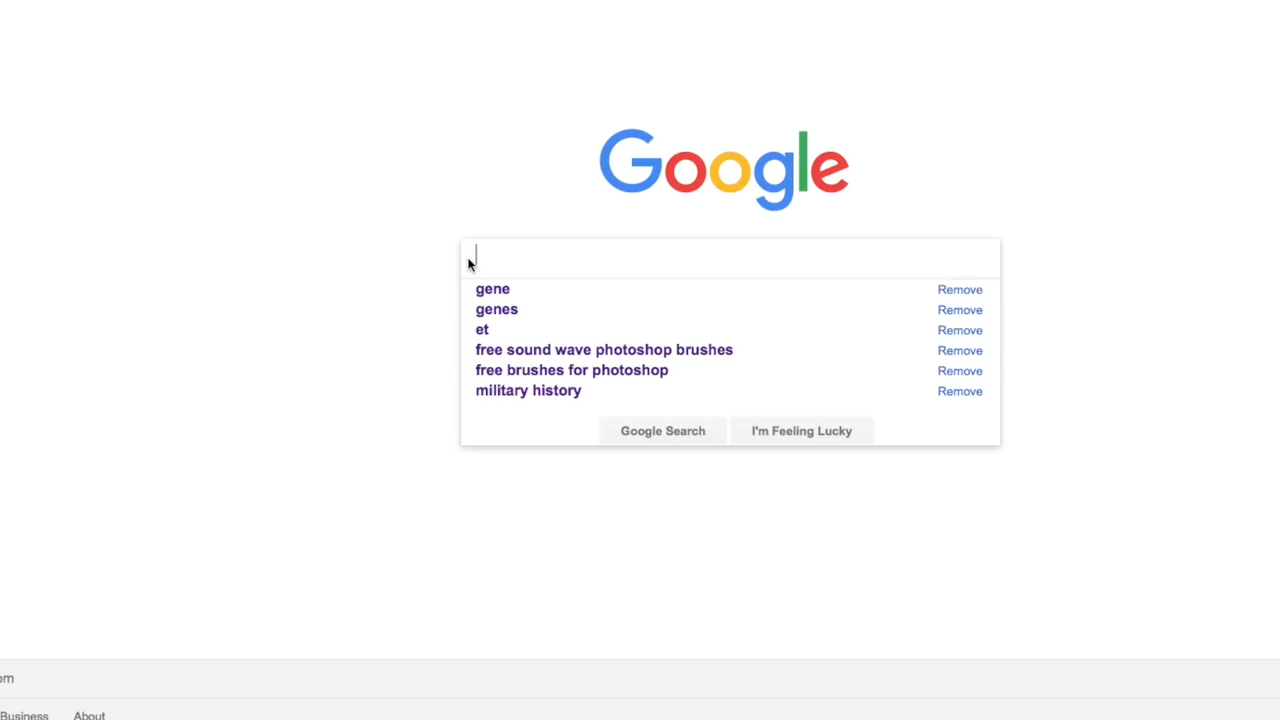 Google
gene Remove
genes Remove
et Remove
free sound wave photoshop brushes Remove
free brushes for photoshop Remove
military history Remove
Google Search I'm Feeling Lucky
om
Business About